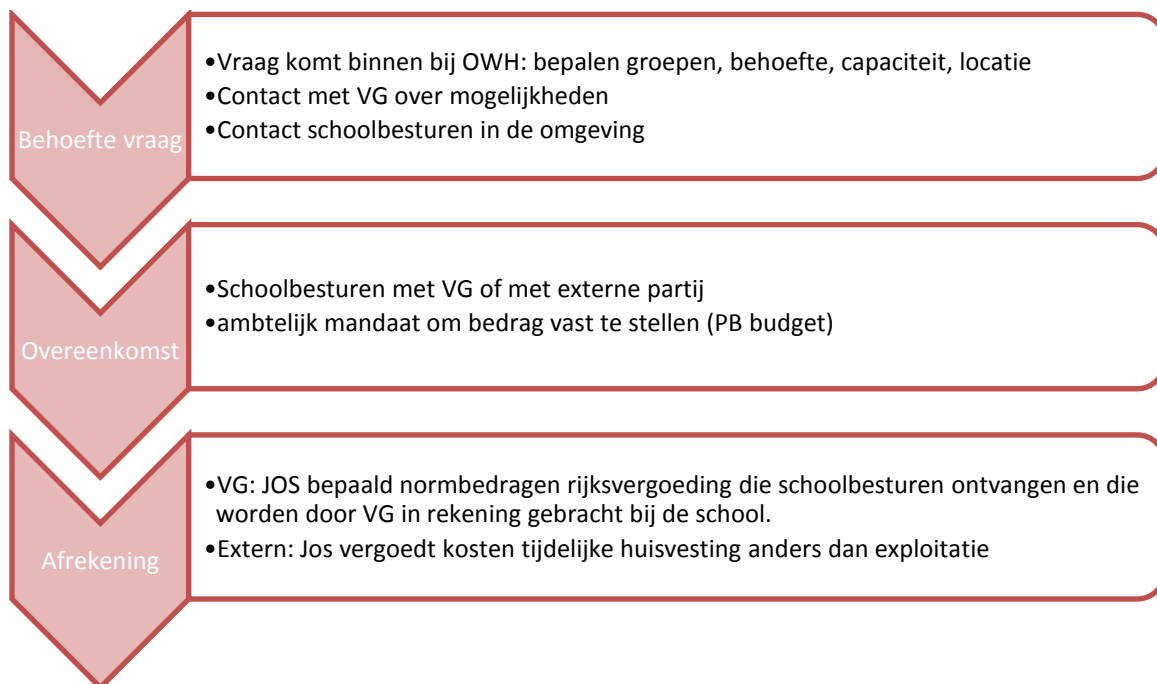 Behoefte vraag
•Vraag komt binnen bij OWH: bepalen groepen, behoefte, capaciteit, locatie
•Contact met VG over mogelijkheden
•Contact schoolbesturen in de omgeving
Overeenkomst
•Schoolbesturen met VG of met externe partij
•ambtelijk mandaat om bedrag vast te stellen (PB budget)
Afrekening
•VG: JOS bepaald normbedragen rijksvergoeding die schoolbesturen ontvangen en die
worden door VG in rekening gebracht bij de school.
•Extern: Jos vergoedt kosten tijdelijke huisvesting anders dan exploitatie